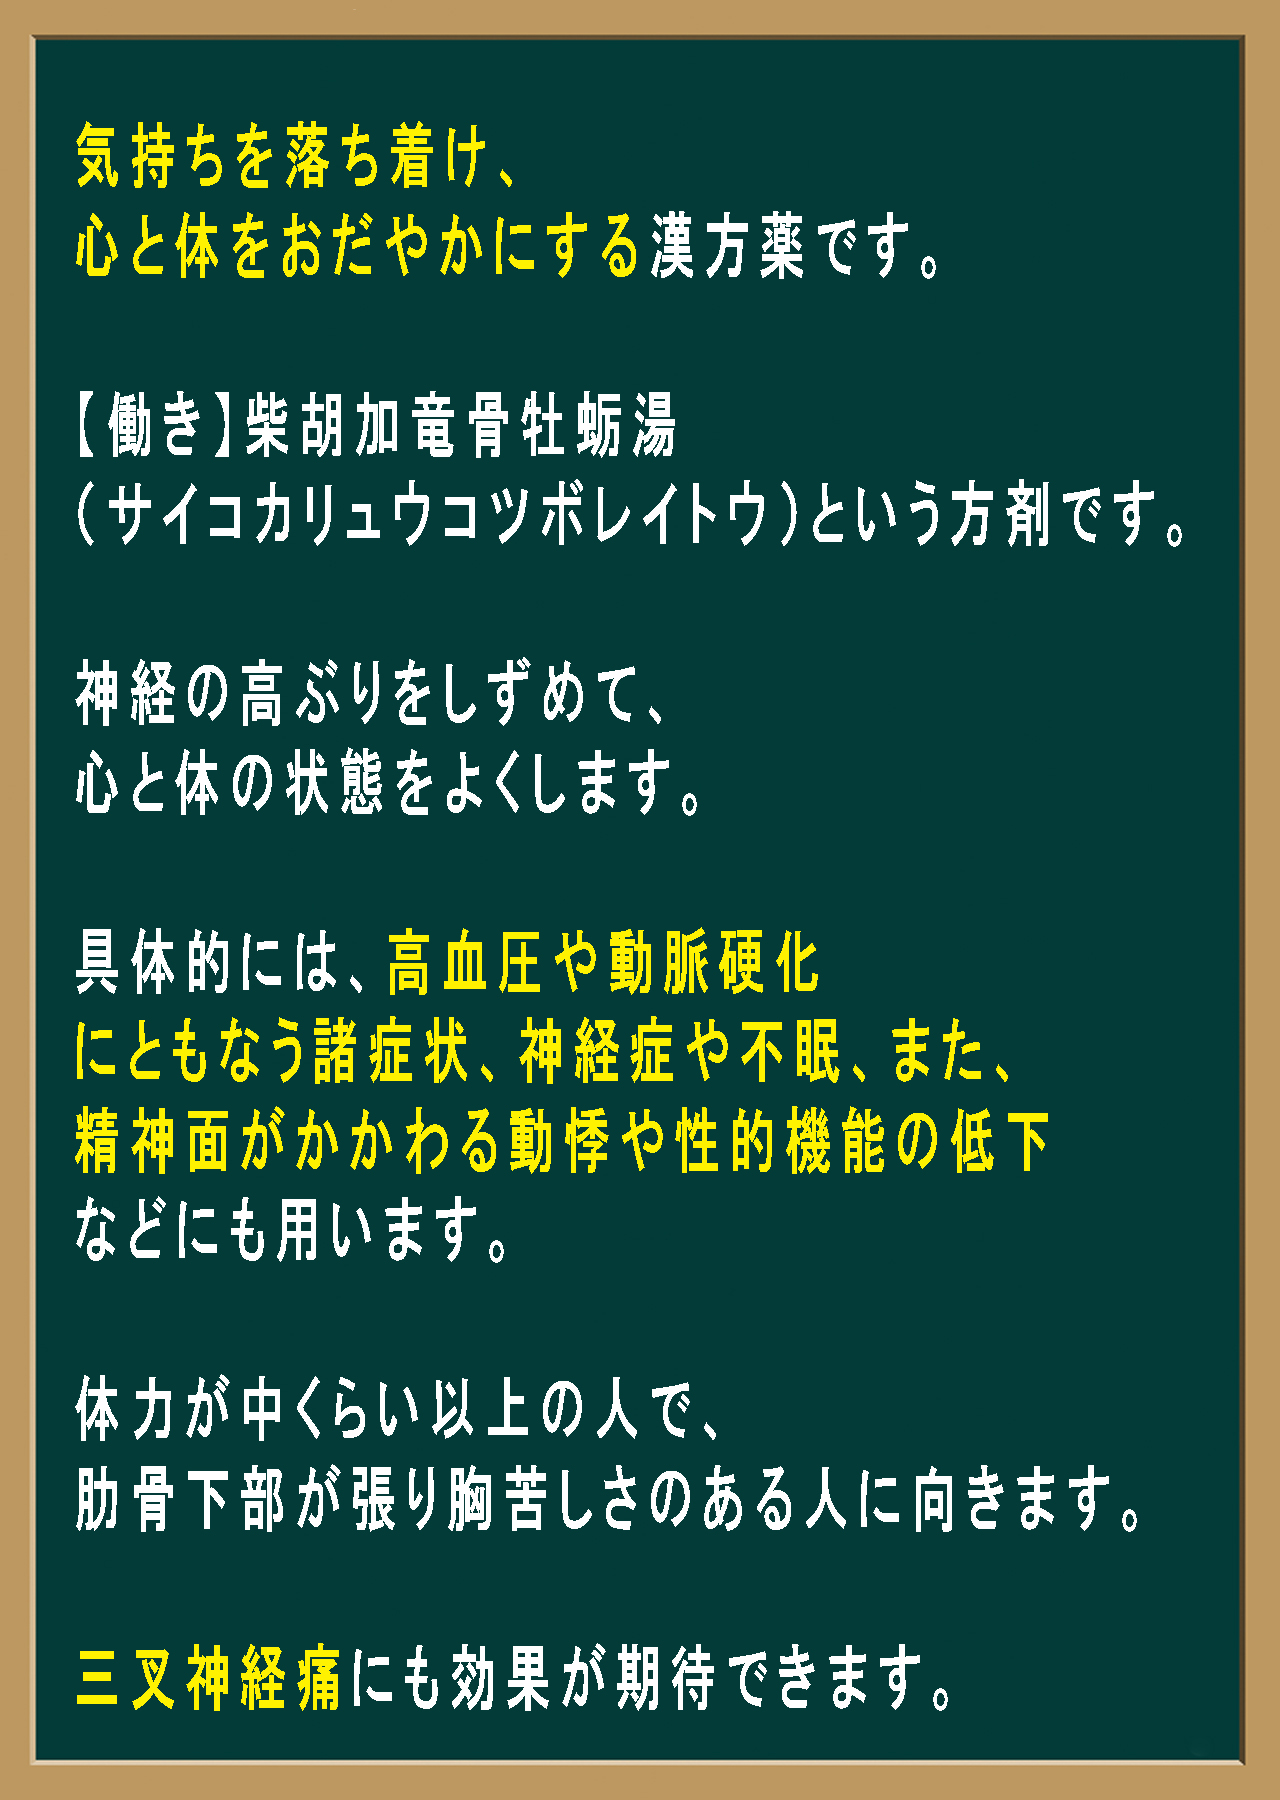 気持ちを落ち着け、
心と体をおだやかにする漢方薬です。
【働き】柴胡加竜骨牡蛎湯
(サイコカリュウコツボレイトウ)という方剤です。
神経の高ぶりをしずめて、
心と体の状態をよくします。
具体的には、高血圧や動脈硬化
にともなう諸症状、神経症や不眠、また、
精神面がかかわる動悸や性的機能の低下
などにも用います。
体力が中くらい以上の人で、
肋骨下部が張り胸苦しさのある人に向きます。
三叉神経痛にも効果が期待できます。